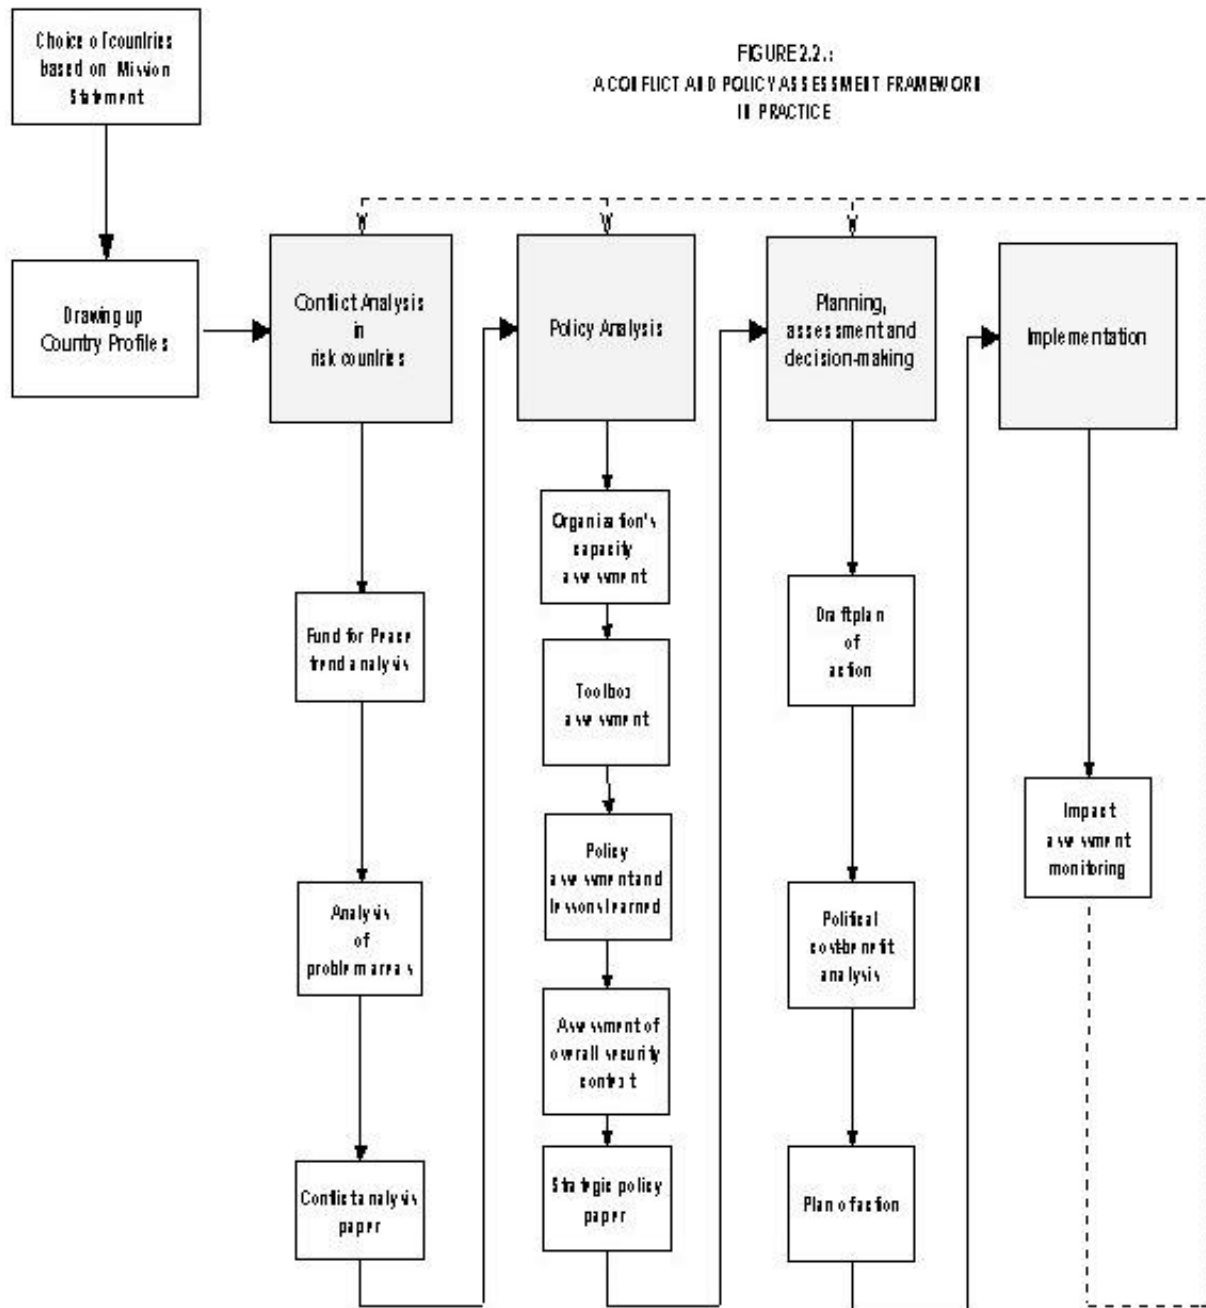 Choice of countries
based on Mission
Statement
FIGURE 2.2.:
A CONFLICT AND POLICY ASSESSMENT FRAMEWORK
IN PRACTICE
Drawing up
Country Profiles
Conflict Analysis
in
risk countries
Policy Analysis
Planning,
assessment and
decision-making
Implementation
Fund for Peace
trend analysis
Analysis
of
problem areas
Conflict analysis
paper
Organization's
capacity
assessment
Toolbox
assessment
Policy
assessment and
lessons learned
Assessment of
overall security
context
Strategic policy
paper
Draft plan
of
action
Political
cost-benefit
analysis
Plan of action
Impact
assessment
monitoring